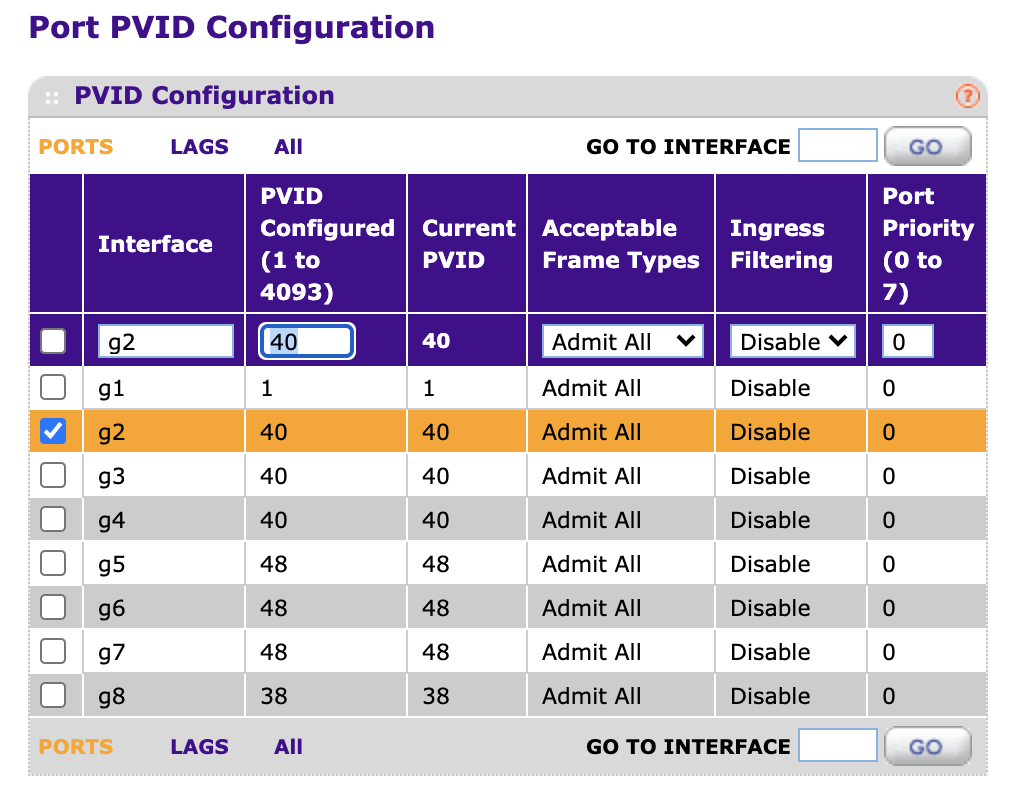 Port PVID Configuration
PVID Configuration
?
PORTS LAGS All GO TO INTERFACE GO
Interface PVID Configured (1 to 4093) Current PVID Acceptable Frame Types Ingress Filtering Port Priority (0 to 7)
g2 40 40 Admit All Disable 0
g1 1 1 Admit All Disable 0
g2 40 40 Admit All Disable 0
g3 40 40 Admit All Disable 0
g4 40 40 Admit All Disable 0
g5 48 48 Admit All Disable 0
g6 48 48 Admit All Disable 0
g7 48 48 Admit All Disable 0
g8 38 38 Admit All Disable 0
PORTS LAGS All GO TO INTERFACE GO